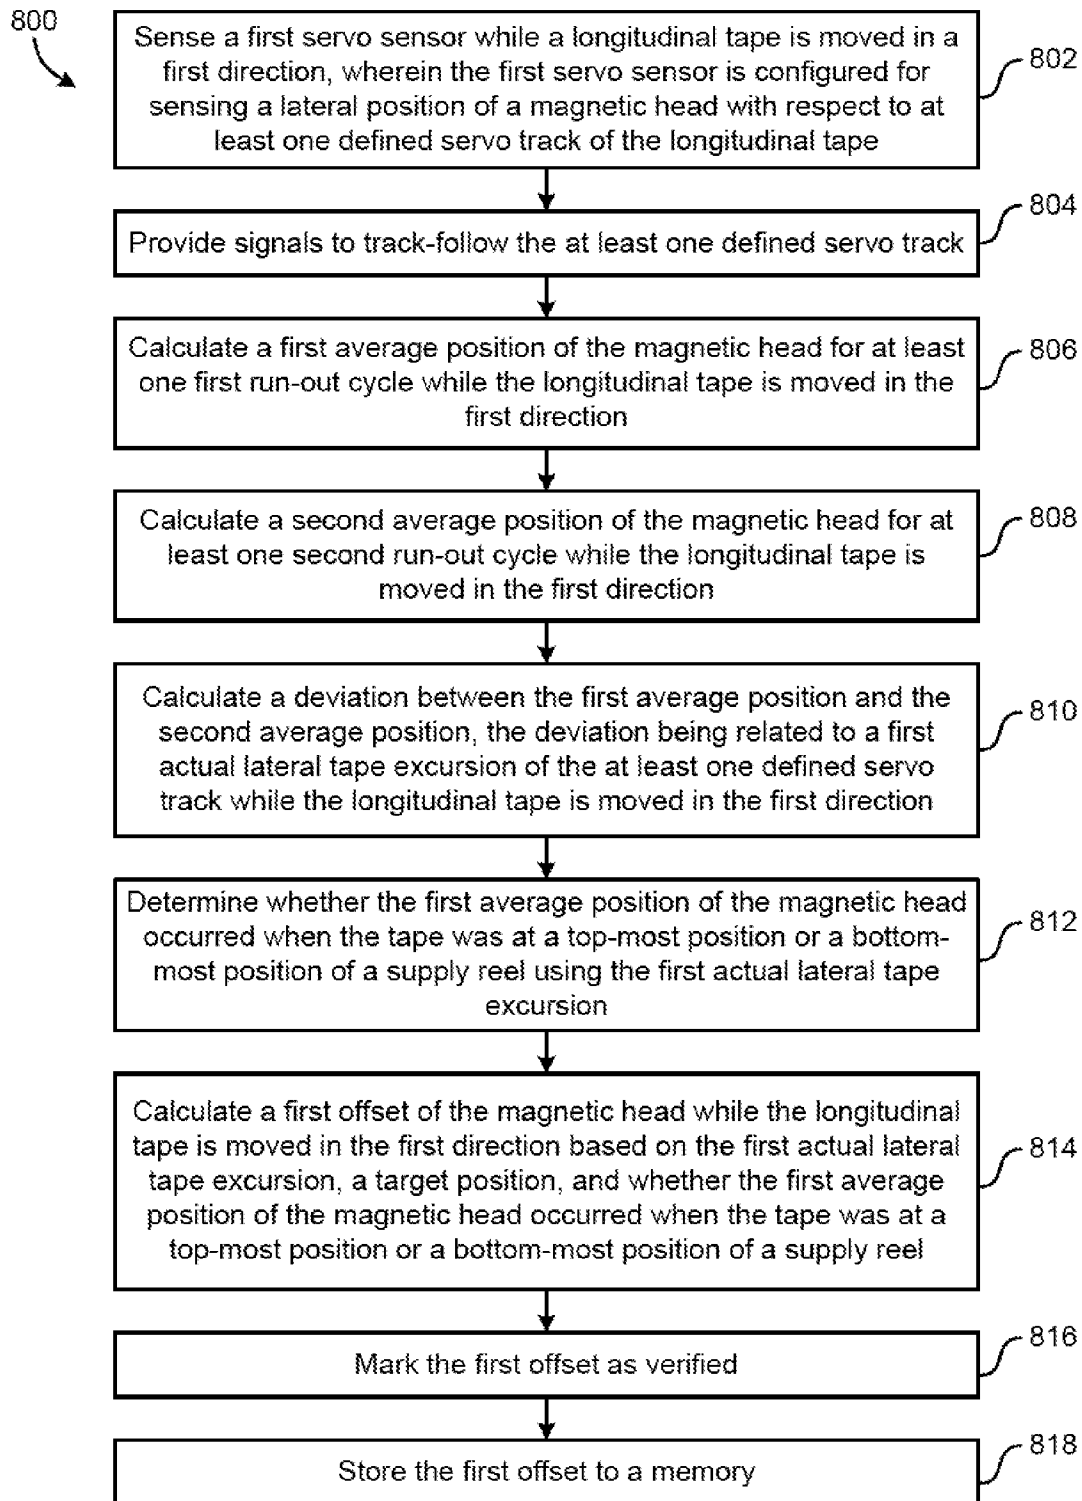 800
Sense a first servo sensor while a longitudinal tape is moved in a
first direction, wherein the first servo sensor is configured for
sensing a lateral position of a magnetic head with respect to at
least one defined servo track of the longitudinal tape
802
Provide signals to track-follow the at least one defined servo track
804
Calculate a first average position of the magnetic head for at least
one first run-out cycle while the longitudinal tape is moved in the
first direction
806
Calculate a second average position of the magnetic head for at
least one second run-out cycle while the longitudinal tape is
moved in the first direction
808
Calculate a deviation between the first average position and the
second average position, the deviation being related to a first
actual lateral tape excursion of the at least one defined servo
track while the longitudinal tape is moved in the first direction
810
Determine whether the first average position of the magnetic head
occurred when the tape was at a top-most position or a bottom-
most position of a supply reel using the first actual lateral tape
excursion
812
Calculate a first offset of the magnetic head while the longitudinal
tape is moved in the first direction based on the first actual lateral
tape excursion, a target position, and whether the first average
position of the magnetic head occurred when the tape was at a
top-most position or a bottom-most position of a supply reel
814
Mark the first offset as verified
816
Store the first offset to a memory
818